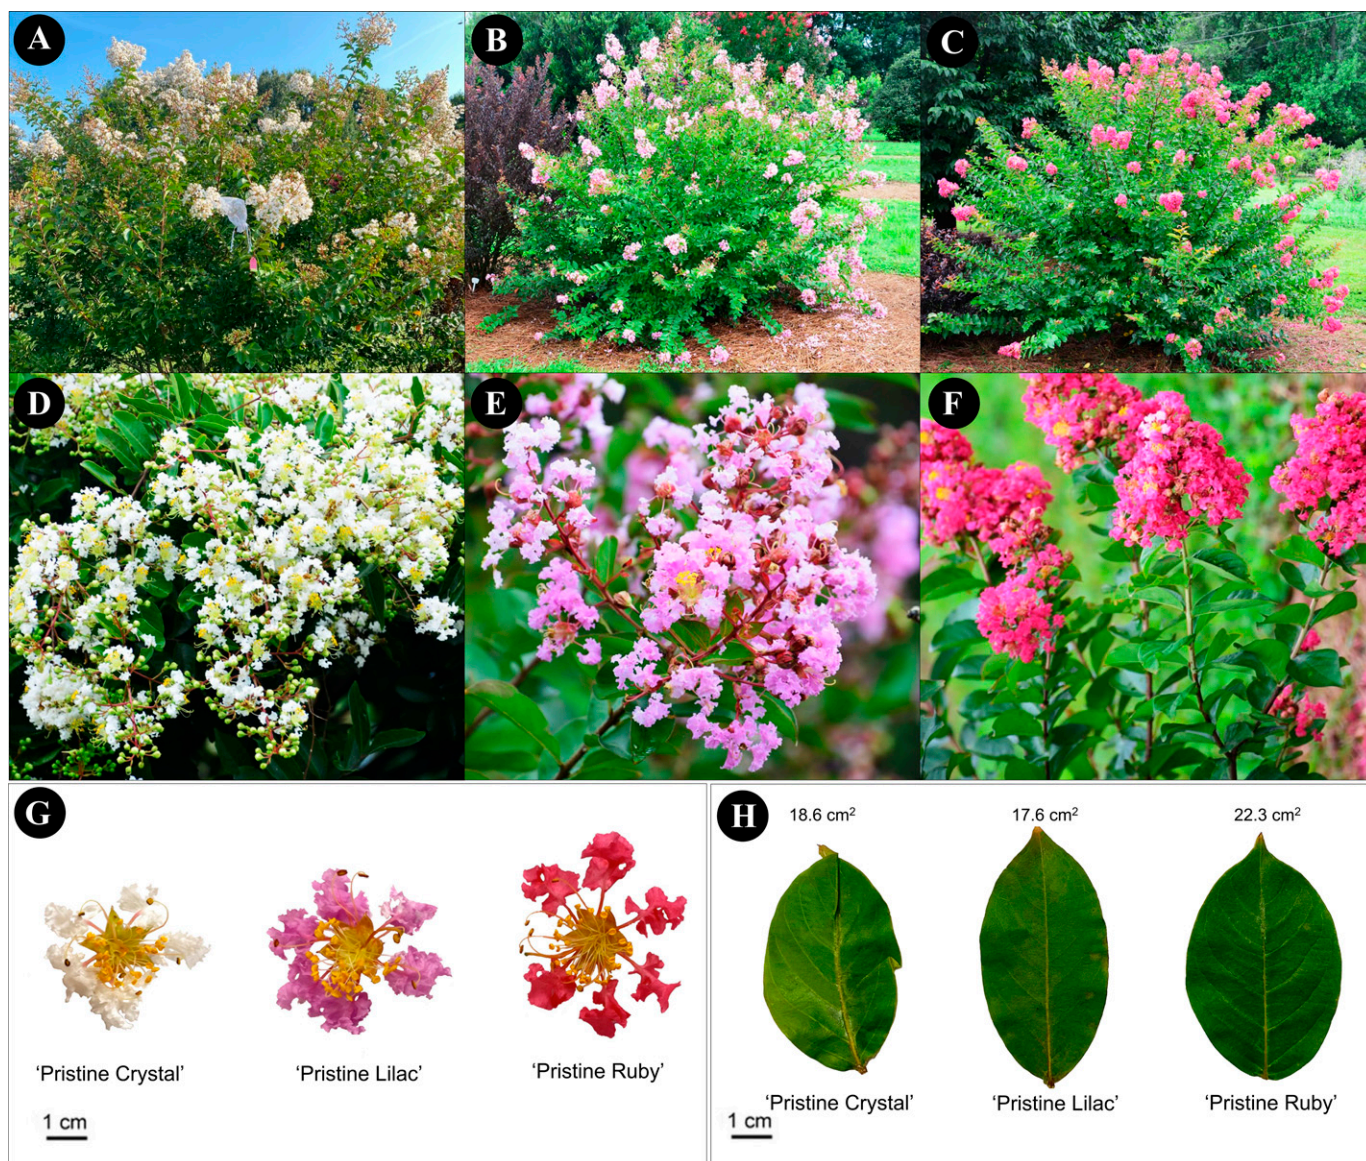 A
B
C
D
E
F
G
'Pristine Crystal'
'Pristine Lilac'
'Pristine Ruby'
1 cm
H
18.6 cm²
17.6 cm²
22.3 cm²
'Pristine Crystal'
'Pristine Lilac'
'Pristine Ruby'
1 cm